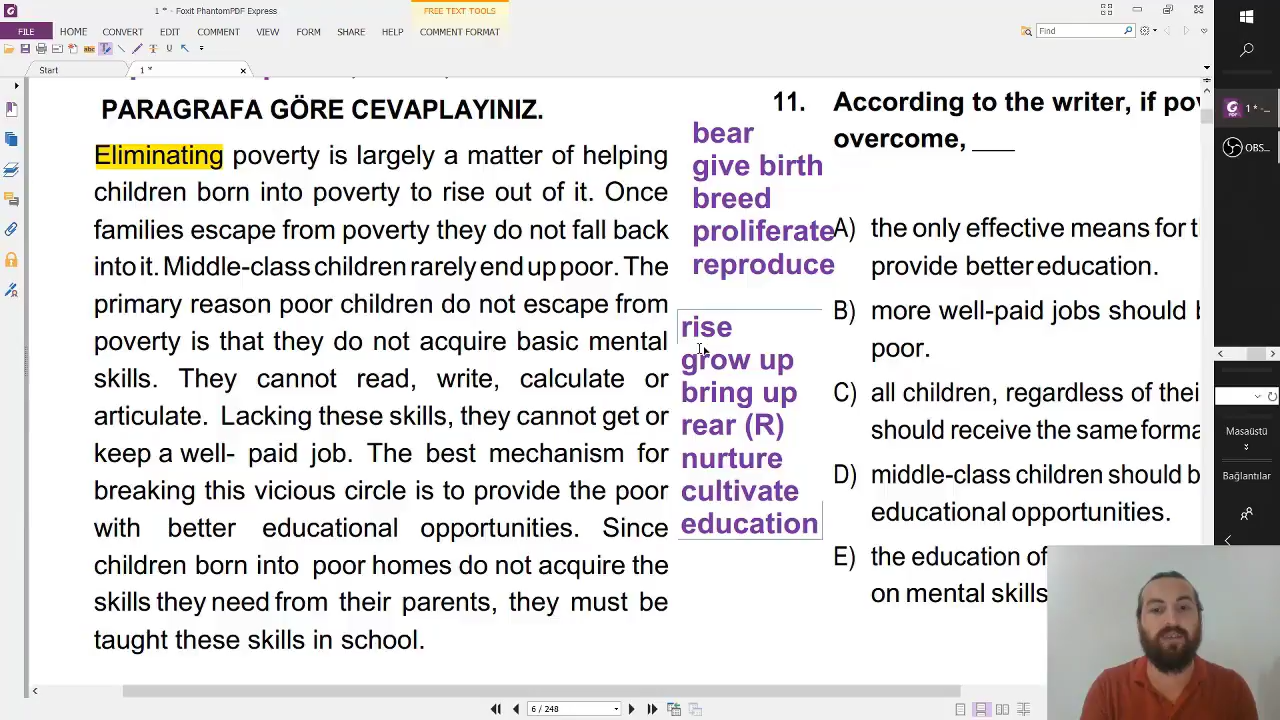 1 * - Foxit PhantomPDF Express
FREE TEXT TOOLS
FILE HOME CONVERT EDIT COMMENT VIEW FORM SHARE HELP COMMENT FORMAT
Find
Start 1 *
PARAGRAFA GÖRE CEVAPLAYINIZ.
Eliminating poverty is largely a matter of helping
children born into poverty to rise out of it. Once
families escape from poverty they do not fall back
into it. Middle-class children rarely end up poor. The
primary reason poor children do not escape from
poverty is that they do not acquire basic mental
skills. They cannot read, write, calculate or
articulate. Lacking these skills, they cannot get or
keep a well- paid job. The best mechanism for
breaking this vicious circle is to provide the poor
with better educational opportunities. Since
children born into poor homes do not acquire the
skills they need from their parents, they must be
taught these skills in school.
bear
give birth
breed
proliferate
reproduce
rise
grow up
bring up
rear (R)
nurture
cultivate
education
11. According to the writer, if pov
overcome, ___
A) the only effective means for t
provide better education.
B) more well-paid jobs should b
poor.
C) all children, regardless of thei
should receive the same forma
D) middle-class children should b
educational opportunities.
E) the education of
on mental skills
6 / 248
1 * -...
OBS...
Masaüstü
Bağlantılar